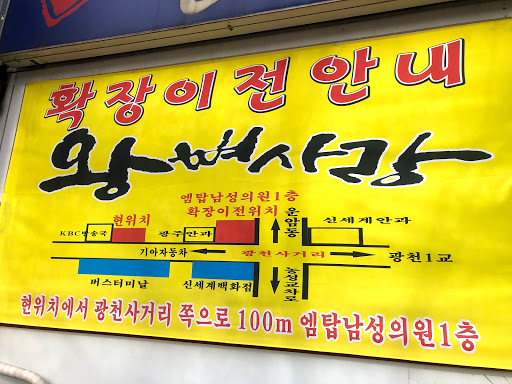 확장이전안내
왕뼈사랑
엠탑남성의원1층
확장이전위치
현위치
운암동
신세계안과
KBC방송국
광주안과
기아자동차
광천사거리
광천1교
버스터미날
신세계백화점
농성교차로
현위치에서 광천사거리 쪽으로 100m 엠탑남성의원1층